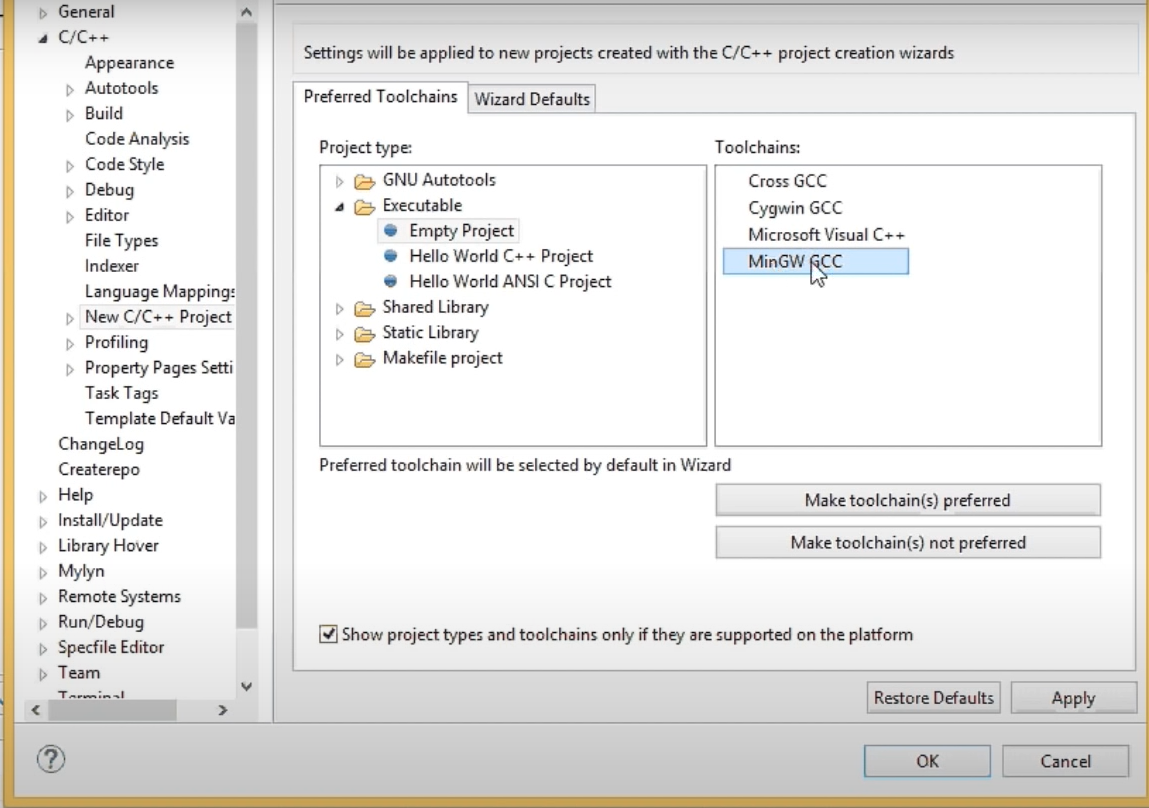 General
C/C++
Appearance
Autotools
Build
Code Analysis
Code Style
Debug
Editor
File Types
Indexer
Language Mappings
New C/C++ Project
Profiling
Property Pages Setti
Task Tags
Template Default Va
ChangeLog
Createrepo
Help
Install/Update
Library Hover
Mylyn
Remote Systems
Run/Debug
Specfile Editor
Team
Terminal
Settings will be applied to new projects created with the C/C++ project creation wizards
Preferred Toolchains
Wizard Defaults
Project type:
GNU Autotools
Executable
Empty Project
Hello World C++ Project
Hello World ANSI C Project
Shared Library
Static Library
Makefile project
Toolchains:
Cross GCC
Cygwin GCC
Microsoft Visual C++
MinGW GCC
Preferred toolchain will be selected by default in Wizard
Make toolchain(s) preferred
Make toolchain(s) not preferred
Show project types and toolchains only if they are supported on the platform
Restore Defaults
Apply
?
OK
Cancel